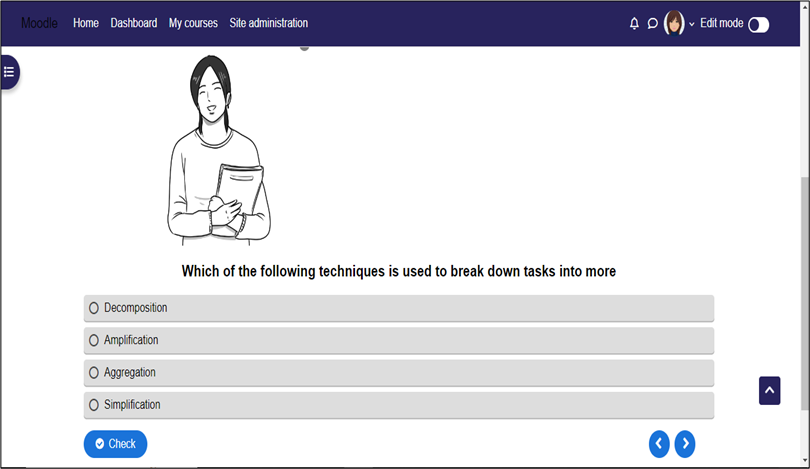 Moodle Home Dashboard My courses Site administration Edit mode
Which of the following techniques is used to break down tasks into more
Decomposition
Amplification
Aggregation
Simplification
Check